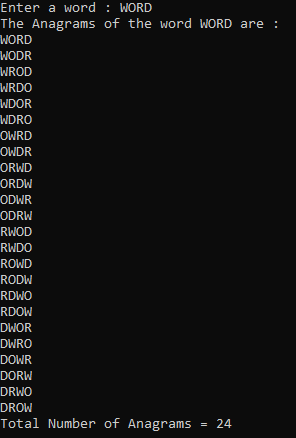 Enter a word : WORD
The Anagrams of the word WORD are :
WORD
WODR
WROD
WRDO
WDOR
WDRO
OWRD
OWDR
ORWD
ORDW
ODWR
ODRW
RWOD
RWDO
ROWD
RODW
RDWO
RDOW
DWOR
DWRO
DOWR
DORW
DRWO
DROW
Total Number of Anagrams = 24